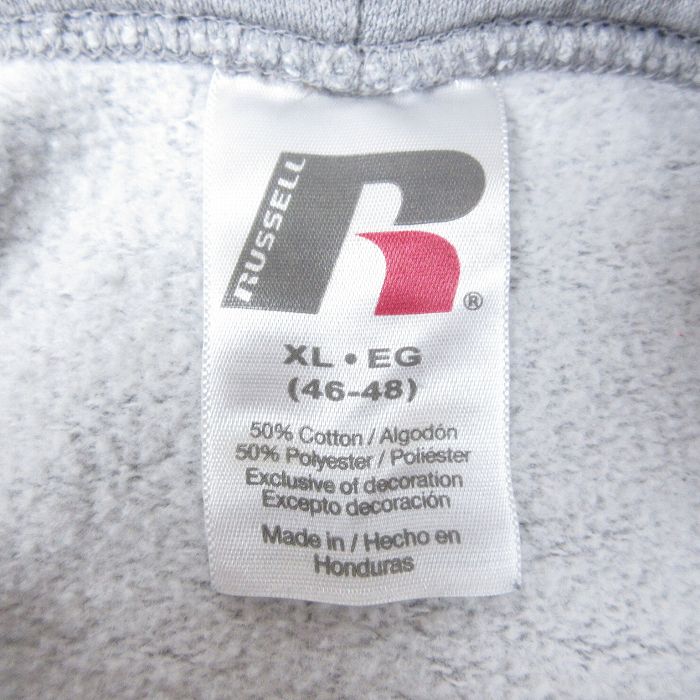 RUSSELL
®
XL • EG
(46-48)
50% Cotton / Algodón
50% Polyester / Poliéster
Exclusive of decoration
Excepto decoración
Made in / Hecho en
Honduras